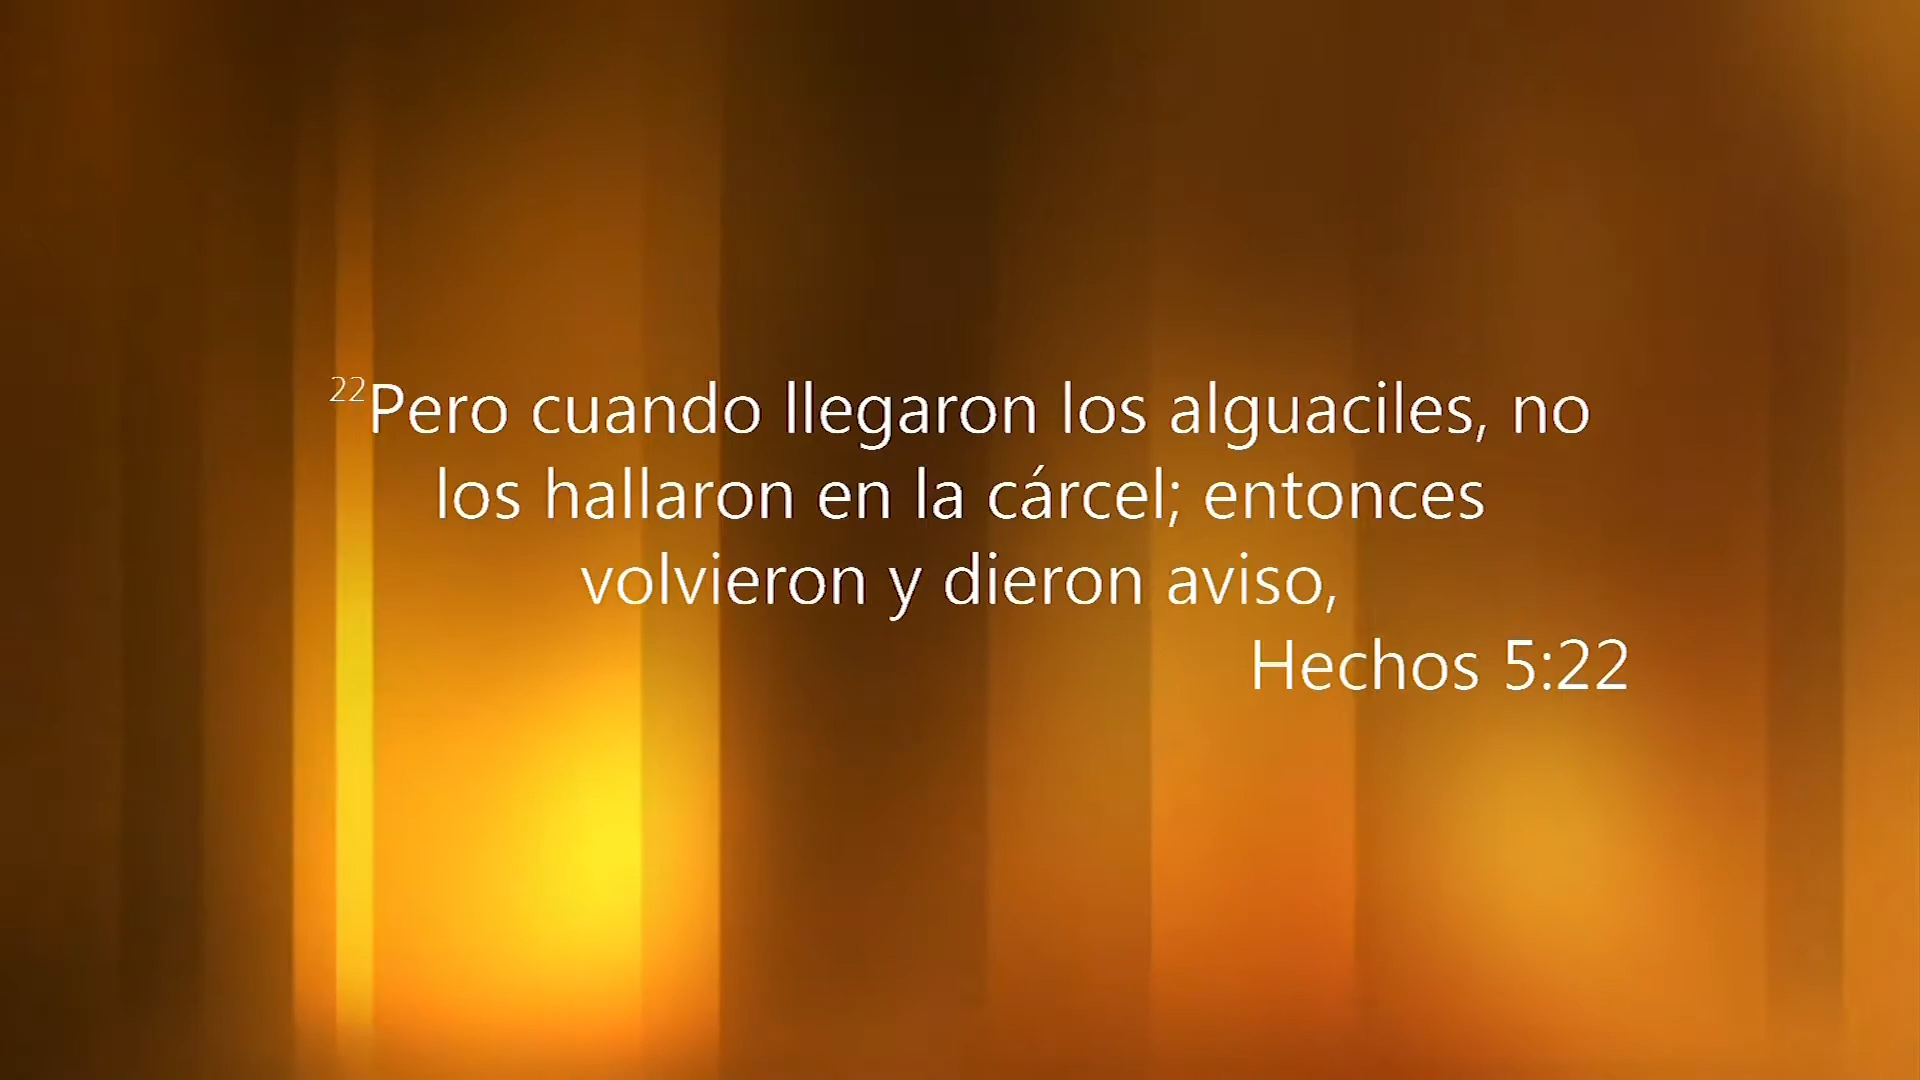 22Pero cuando llegaron los alguaciles, no
los hallaron en la cárcel; entonces
volvieron y dieron aviso,
Hechos 5:22